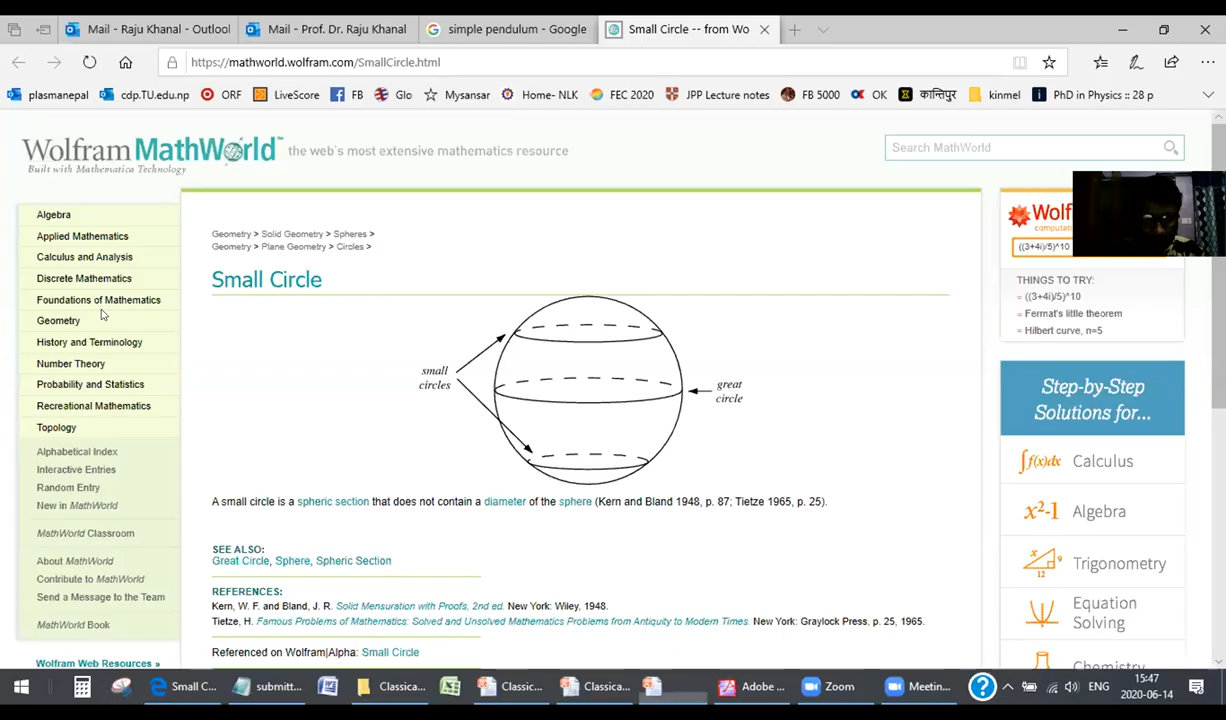 Mail - Raju Khanal - Outlool
Mail - Prof. Dr. Raju Khanal
simple pendulum - Google
Small Circle -- from Wo
https://mathworld.wolfram.com/SmallCircle.html
plasmanepal
cdp.TU.edu.np
ORF
LiveScore
FB
Glo
Mysansar
Home- NLK
FEC 2020
JPP Lecture notes
FB 5000
OK
कान्तिपुर
kinmel
PhD in Physics :: 28 p
Wolfram MathWorld™ the web's most extensive mathematics resource
Built with Mathematica Technology
Search MathWorld
Algebra
Applied Mathematics
Calculus and Analysis
Discrete Mathematics
Foundations of Mathematics
Geometry
History and Terminology
Number Theory
Probability and Statistics
Recreational Mathematics
Topology
Alphabetical Index
Interactive Entries
Random Entry
New in MathWorld
MathWorld Classroom
About MathWorld
Contribute to MathWorld
Send a Message to the Team
MathWorld Book
Wolfram Web Resources »
Geometry > Solid Geometry > Spheres >
Geometry > Plane Geometry > Circles >
Small Circle
small
circles
great
circle
A small circle is a spheric section that does not contain a diameter of the sphere (Kern and Bland 1948, p. 87; Tietze 1965, p. 25).
SEE ALSO:
Great Circle, Sphere, Spheric Section
REFERENCES:
Kern, W. F. and Bland, J. R. Solid Mensuration with Proofs, 2nd ed. New York: Wiley, 1948.
Tietze, H. Famous Problems of Mathematics: Solved and Unsolved Mathematics Problems from Antiquity to Modern Times. New York: Graylock Press, p. 25, 1965.
Referenced on Wolfram|Alpha: Small Circle
Wolf
computa
((3+4i)/5)^10
THINGS TO TRY:
= ((3+4i)/5)^10
= Fermat's little theorem
= Hilbert curve, n=5
Step-by-Step
Solutions for...
∫f(x)dx Calculus
x²-1 Algebra
x 9 12 Trigonometry
Equation
Solving
Chemistry
Small C...
submitt...
Classica...
Classic...
Classica...
Adobe ...
Zoom
Meetin...
ENG
15:47
2020-06-14